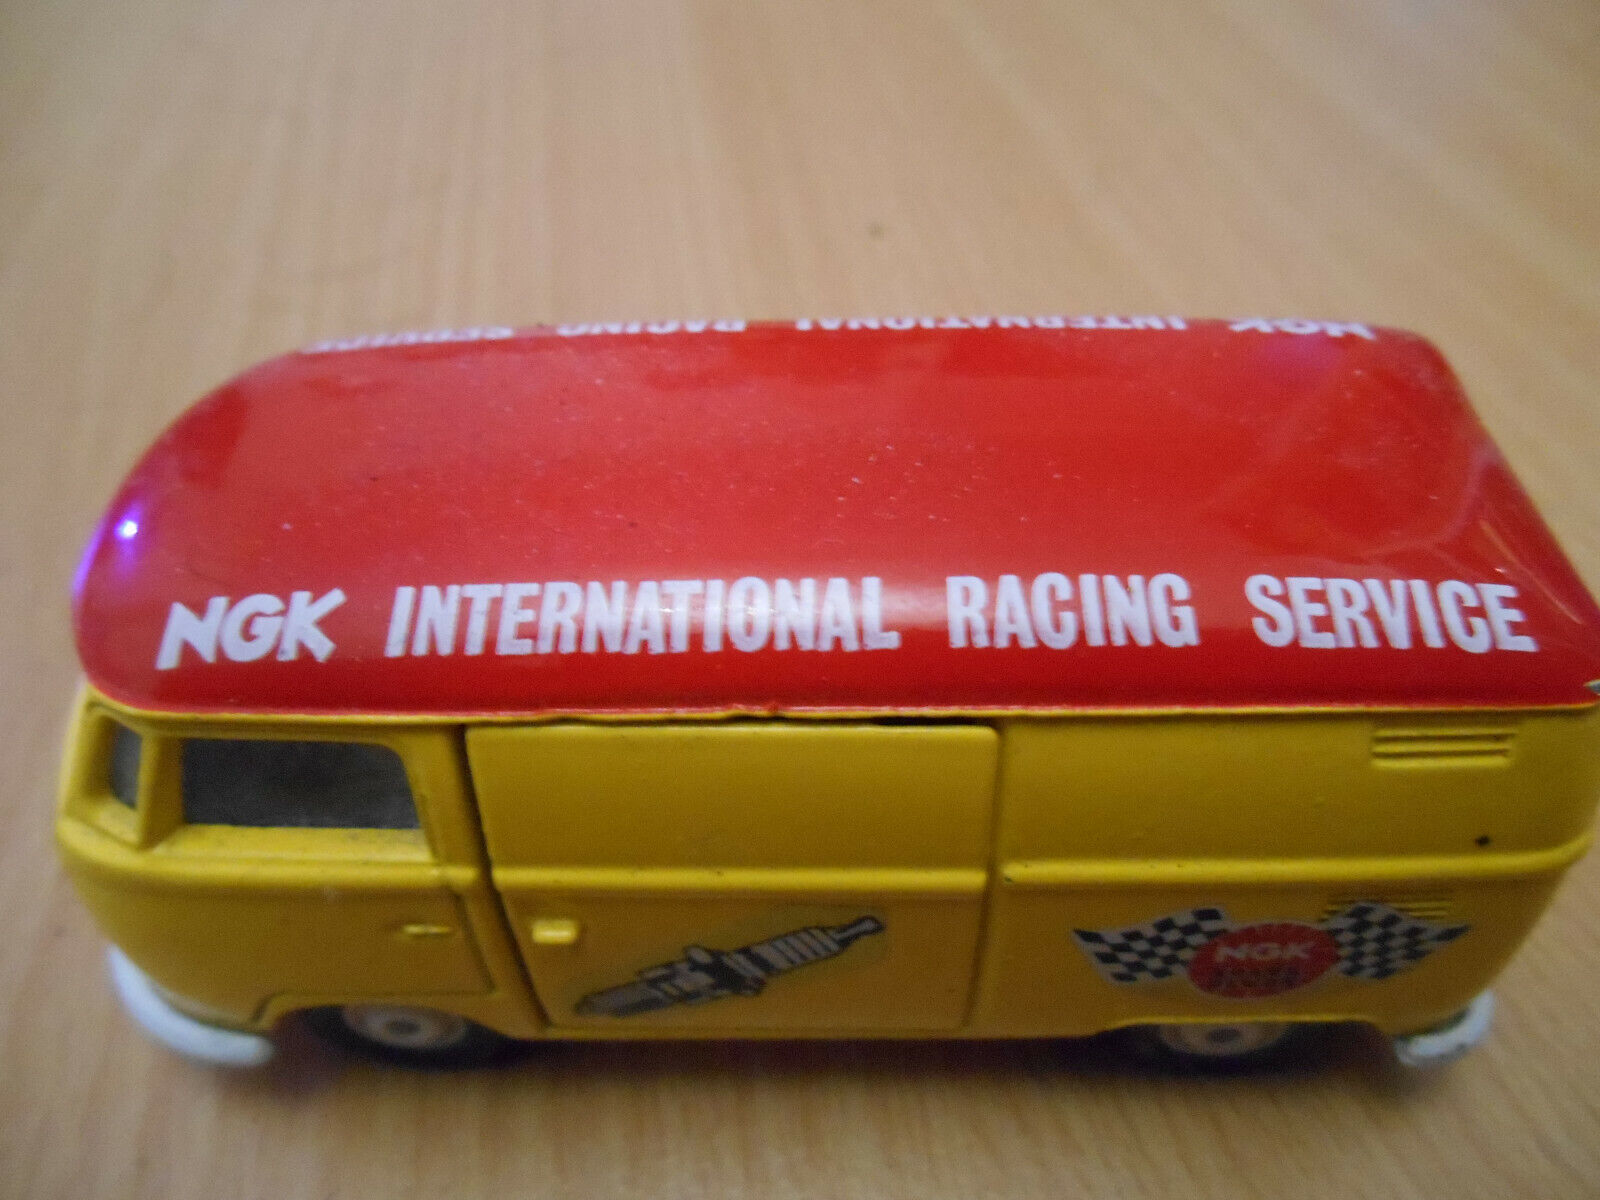 NGK INTERNATIONAL RACING SERVICE
NGK INTERNATIONAL RACING SERVICE
NGK